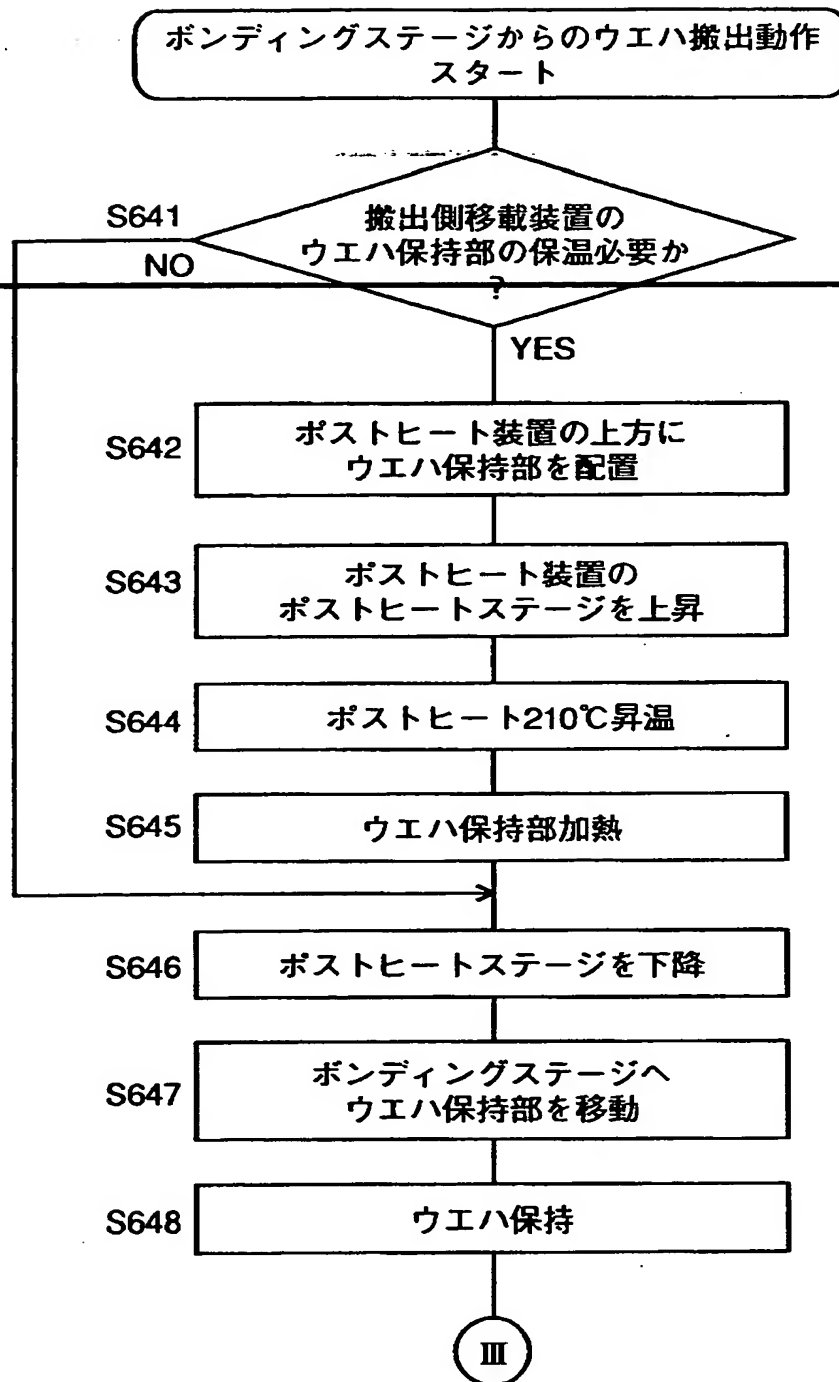 ボンディングステージからのウエハ搬出動作
スタート
S641
搬出側移載装置の
ウエハ保持部の保温必要か
?
NO
YES
S642
ポストヒート装置の上方に
ウエハ保持部を配置
S643
ポストヒート装置の
ポストヒートステージを上昇
S644
ポストヒート210℃昇温
S645
ウエハ保持部加熱
S646
ポストヒートステージを下降
S647
ボンディングステージへ
ウエハ保持部を移動
S648
ウエハ保持
III